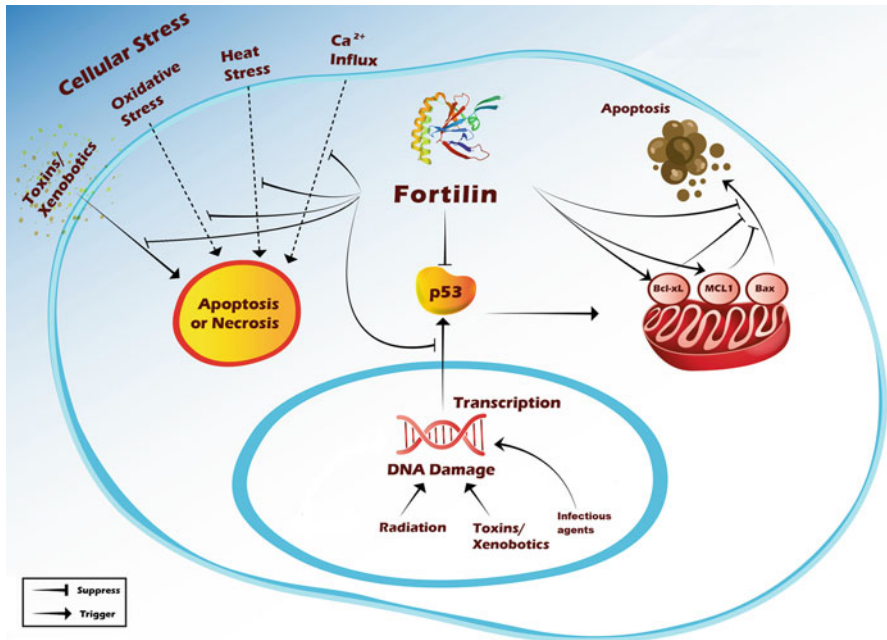 Cellular Stress
Toxins/
Xenobotics
Oxidative
Stress
Heat
Stress
Ca²⁺
Influx
Apoptosis
Fortilin
Apoptosis
or Necrosis
p53
Bcl-xL
MCL1
Bax
Transcription
DNA Damage
Radiation
Toxins/
Xenobotics
Infectious
agents
Suppress
Trigger